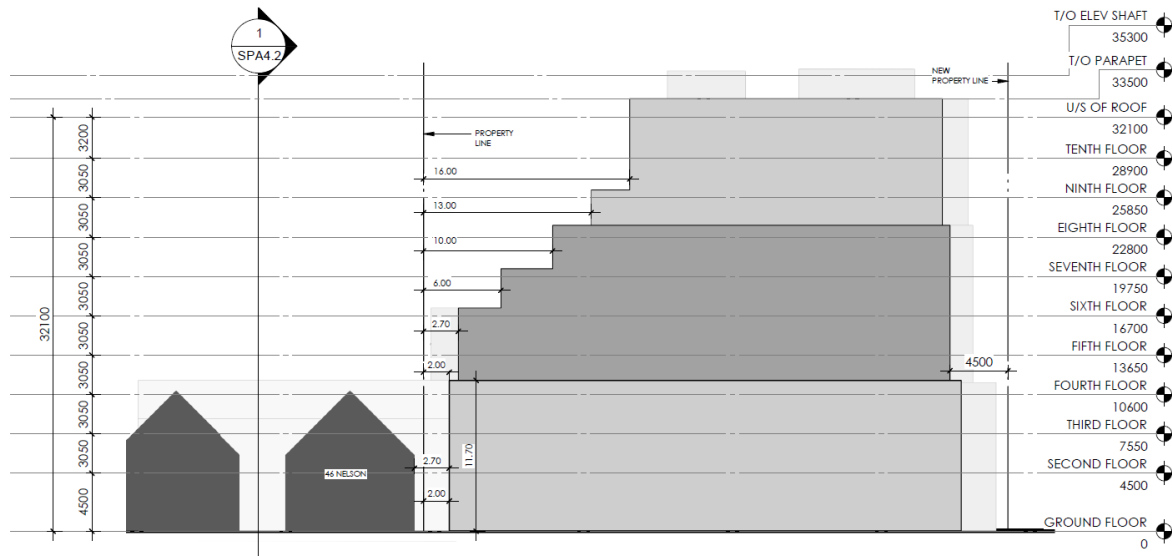 1
SPA4.2
T/O ELEV SHAFT
35300
T/O PARAPET
33500
NEW
PROPERTY LINE
U/S OF ROOF
32100
PROPERTY
LINE
3200
TENTH FLOOR
28900
16.00
3050
NINTH FLOOR
25850
13.00
3050
EIGHTH FLOOR
22800
10.00
3050
SEVENTH FLOOR
19750
6.00
3050
SIXTH FLOOR
16700
32100
2.70
3050
FIFTH FLOOR
13650
2.00
4500
3050
FOURTH FLOOR
10600
3050
THIRD FLOOR
7550
11.70
2.70
3050
46 NELSON
SECOND FLOOR
4500
2.00
4500
GROUND FLOOR
0